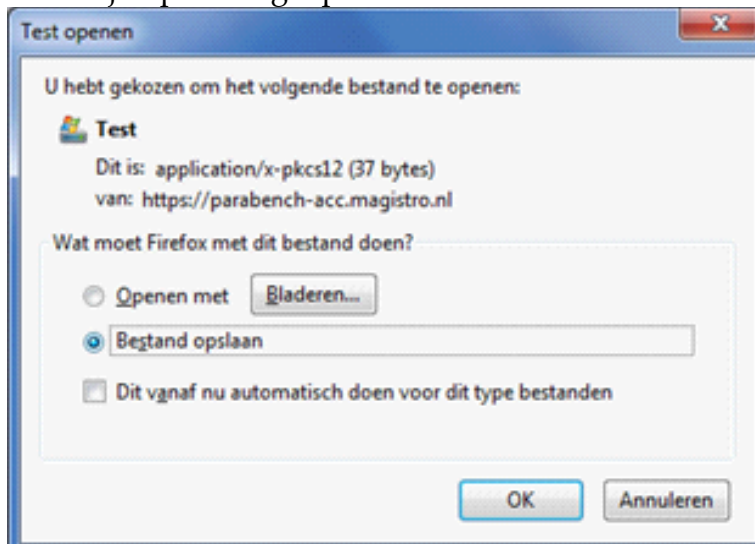 Test openen
U hebt gekozen om het volgende bestand te openen:
Test
Dit is: application/x-pkcs12 (37 bytes)
van: https://parabench-acc.magistro.nl
Wat moet Firefox met dit bestand doen?
Openen met Bladeren...
Bestand opslaan
Dit vanaf nu automatisch doen voor dit type bestanden
OK Annuleren